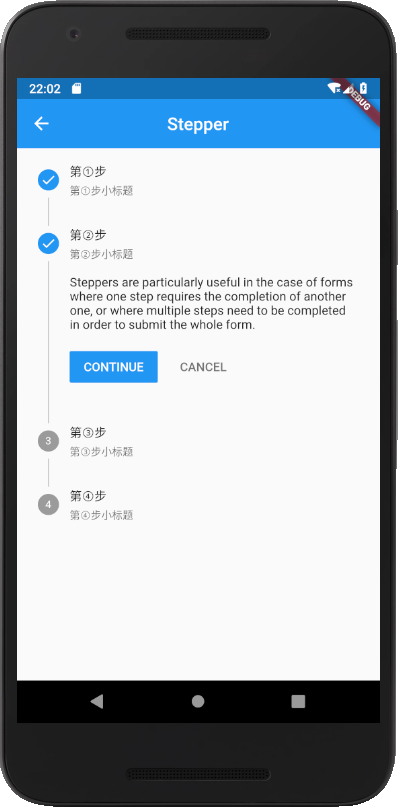 22:02
DEBUG
Stepper
第①步
第①步小标题
第②步
第②步小标题
Steppers are particularly useful in the case of forms
where one step requires the completion of another
one, or where multiple steps need to be completed
in order to submit the whole form.
CONTINUE CANCEL
3 第③步
第③步小标题
4 第④步
第④步小标题